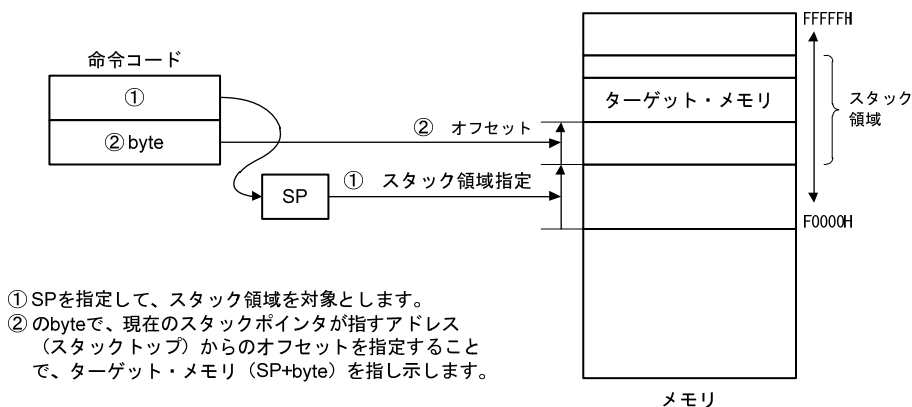 FFFFFH
命令コード
①
② byte
② オフセット
ターゲット・メモリ
スタック
領域
SP
① スタック領域指定
F0000H
① SPを指定して、スタック領域を対象とします。
② のbyteで、現在のスタックポインタが指すアドレス
（スタックトップ）からのオフセットを指定すること
で、ターゲット・メモリ（SP+byte）を指し示します。
メモリ